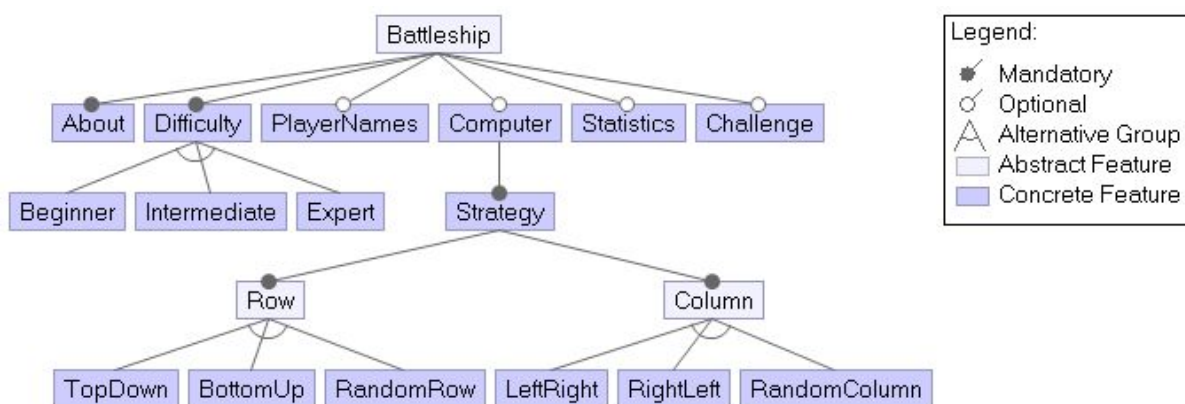 Battleship
About Difficulty PlayerNames Computer Statistics Challenge
Beginner Intermediate Expert Strategy
Row Column
TopDown BottomUp RandomRow LeftRight RightLeft RandomColumn
Legend:
Mandatory
Optional
Alternative Group
Abstract Feature
Concrete Feature